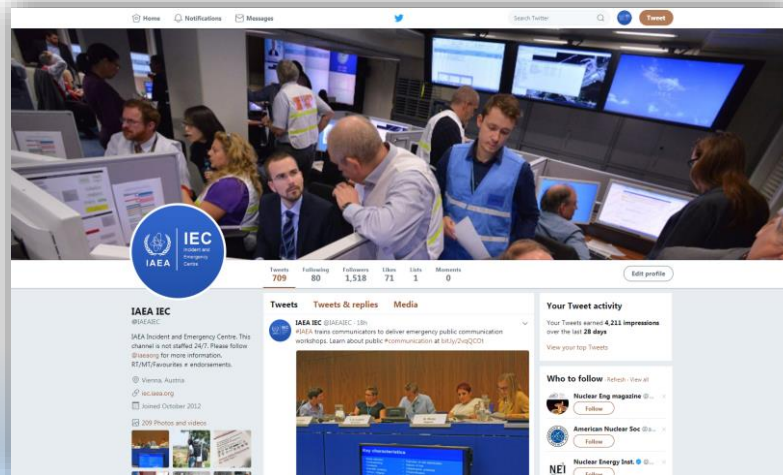 Home Notifications Messages
Search Twitter
Tweet
IAEA
IEC
Incident and
Emergency
Centre
Tweets Following Followers Likes Lists Moments
709 80 1,518 71 1 0
Edit profile
IAEA IEC
@IAEAIEC
IAEA Incident and Emergency Centre. This
channel is not staffed 24/7. Please follow
@iaeaorg for more information.
RT/MT/Favourites ≠ endorsements.
Vienna, Austria
iec.iaea.org
Joined October 2012
209 Photos and videos
Tweets Tweets & replies Media
IAEA IEC @IAEAIEC · 18h
#IAEA trains communicators to deliver emergency public communication
workshops. Learn about public #communication at
Key characteristics
Your Tweet activity
Your Tweets earned 4,211 impressions
over the last 28 days
View your top Tweets
Who to follow · Refresh · View all
Nuclear Eng magazine @...
Follow
American Nuclear Soc @a...
Follow
NEI
Nuclear Energy Inst. @...
Follow